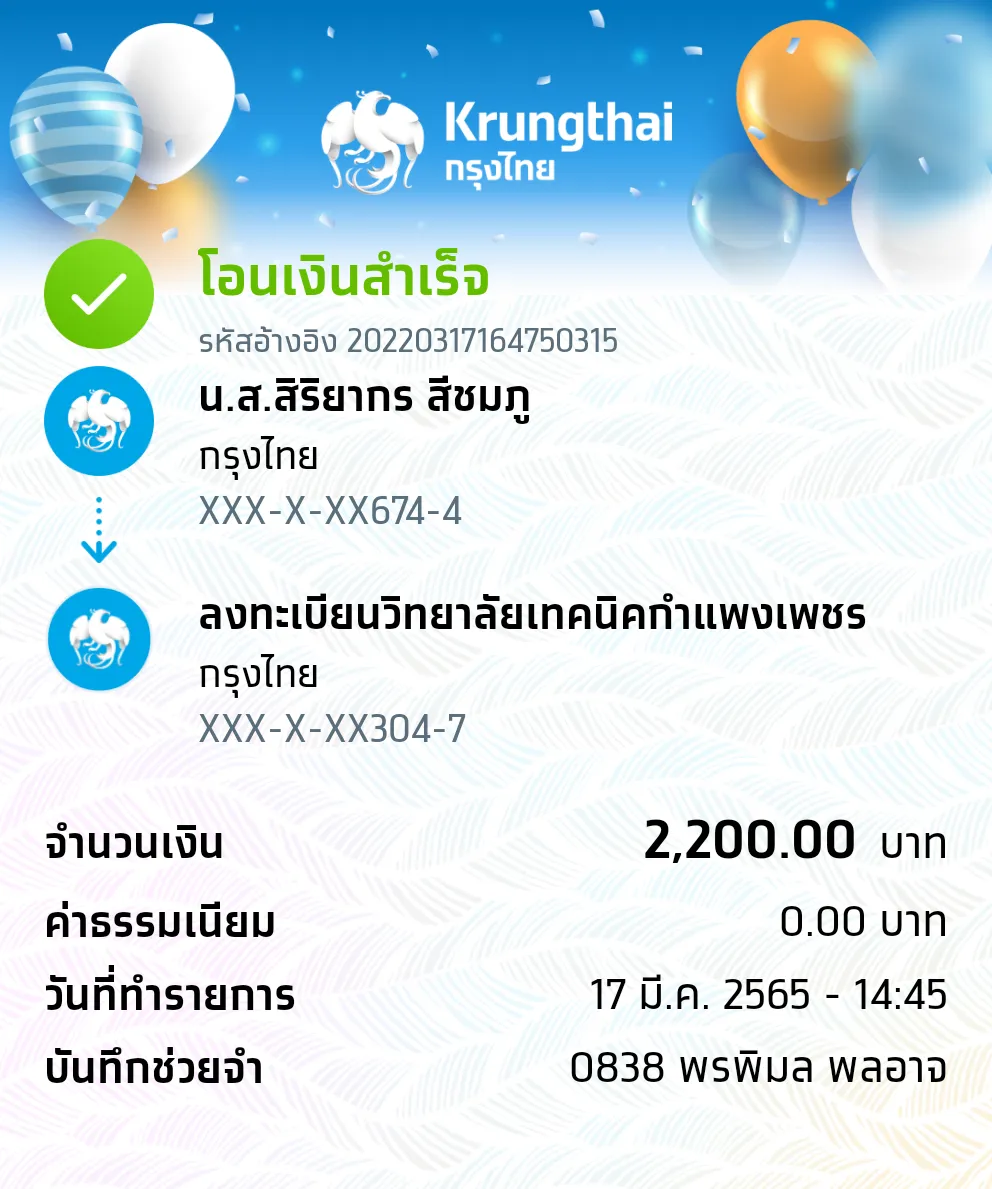 Krungthai
กรุงไทย
โอนเงินสำเร็จ
รหัสอ้างอิง 20220317164750315
น.ส.สิริยากร สีชมภู
กรุงไทย
XXX-X-XX674-4
ลงทะเบียนวิทยาลัยเทคนิคกำแพงเพชร
กรุงไทย
XXX-X-XX304-7
จำนวนเงิน 2,200.00 บาท
ค่าธรรมเนียม 0.00 บาท
วันที่ทำรายการ 17 มี.ค. 2565 - 14:45
บันทึกช่วยจำ 0838 พรพิมล พลอาจ